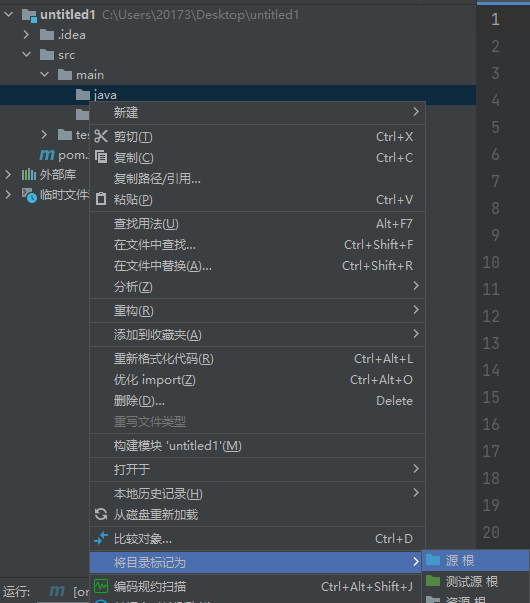 untitled1 C:\Users\20173\Desktop\untitled1
.idea
src
main
java
pom.
外部库
临时文件
新建
剪切(T) Ctrl+X
复制(C) Ctrl+C
复制路径/引用...
粘贴(P) Ctrl+V
查找用法(U) Alt+F7
在文件中查找... Ctrl+Shift+F
在文件中替换(A)... Ctrl+Shift+R
分析(Z)
重构(R)
添加到收藏夹(A)
重新格式化代码(R) Ctrl+Alt+L
优化 import(Z) Ctrl+Alt+O
删除(D)... Delete
重写文件类型
构建模块 'untitled1'(M)
打开于
本地历史记录(H)
从磁盘重新加载
比较对象... Ctrl+D
将目录标记为
编码规约扫描 Ctrl+Alt+Shift+J
源 根
测试源 根
资源 根
运行: m [or
1
2
3
4
5
6
7
8
9
10
11
12
13
14
15
16
17
18
19
20